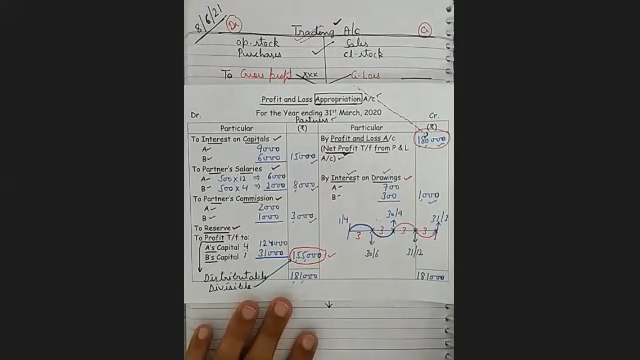 8/6/21
Dr
Trading A/c
Cr
op. stock
Sales
Purchases
cl. stock
To Gross profit xxx
G. Loss
Profit and Loss Appropriation A/c
For the Year ending 31st March, 2020
Dr.
Partners
Cr.
Particular
(₹)
Particular
(₹)
To Interest on Capitals
A- 9000
B- 6000
15000
To Partner's Salaries
A- 500 x 12 ⇒ 6000
B- 500 x 4 ⇒ 2000
8000
To Partner's Commission
A- 2000
B- 1000
3000
To Reserve
To Profit T/f to:
A's Capital 4 124000
B's Capital 1 31000
155000
Distributable
Divisible
181000
By Profit and Loss A/c
180000
(Net Profit T/f from P & L
A/c)
By Interest on Drawings
A- 700
B- 300
1000
1/4
30/9
31/3
3 3 3 3
30/6
31/12
181000